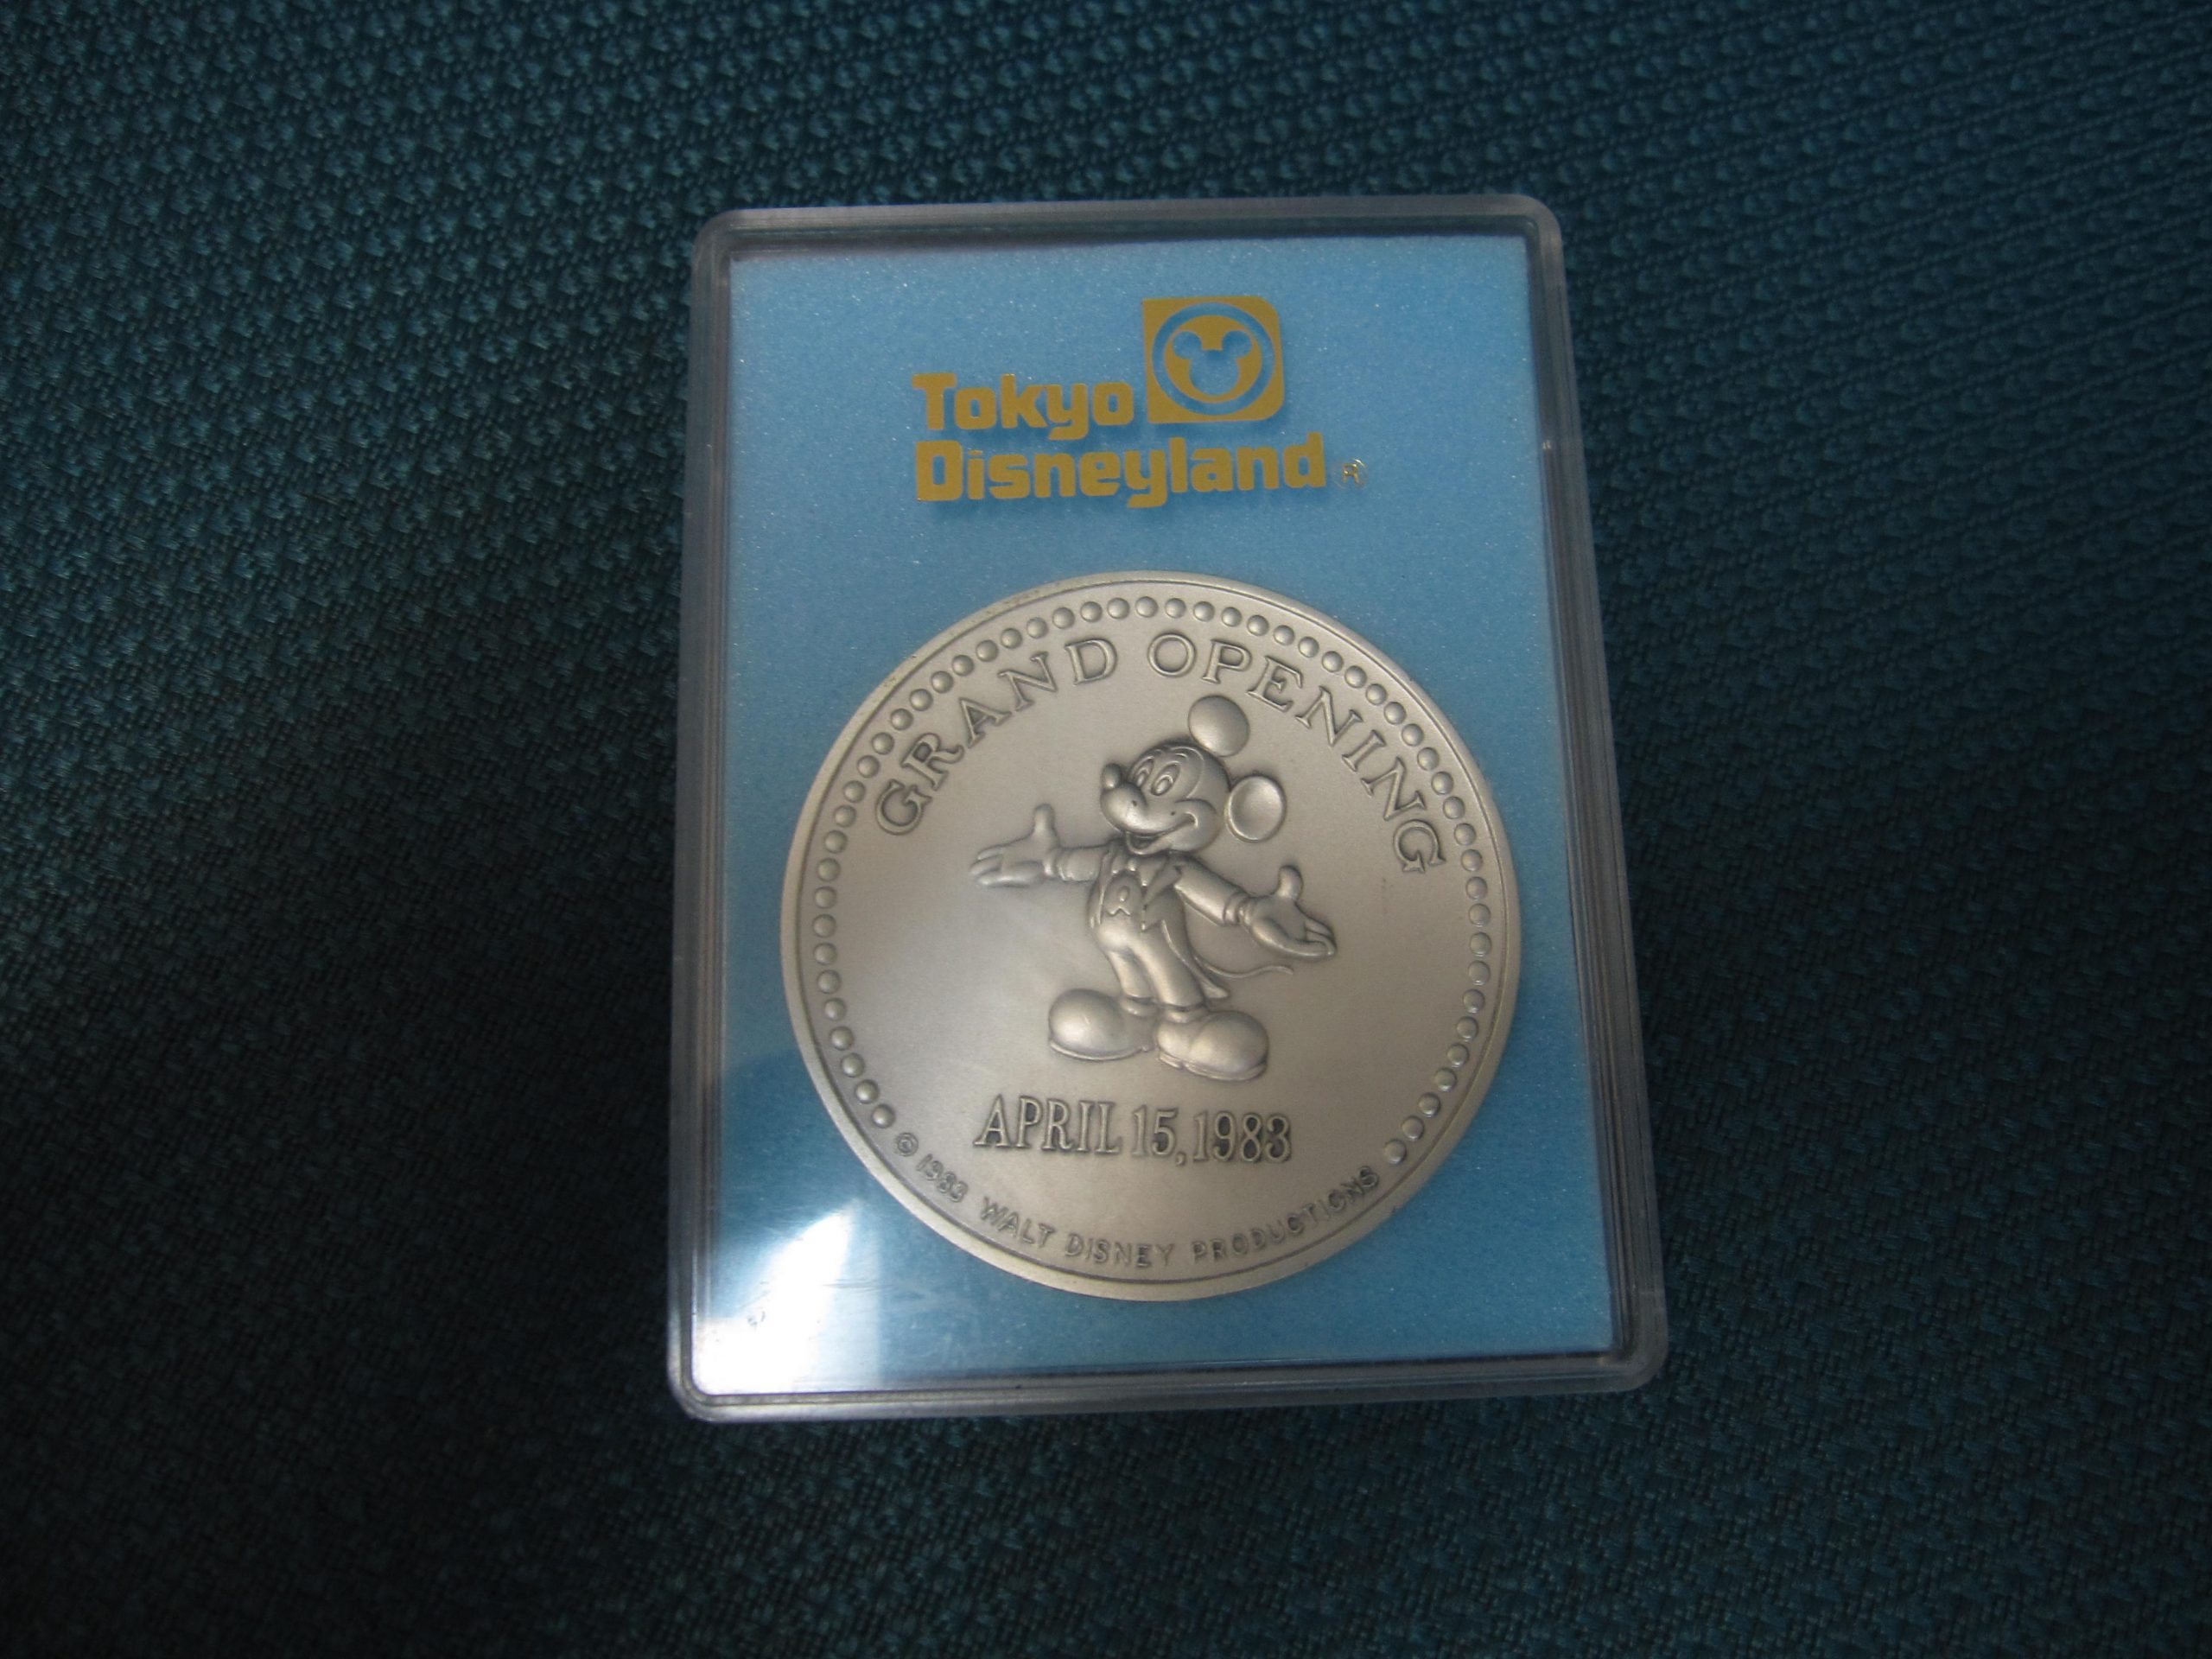 Tokyo
Disneyland®
GRAND OPENING
APRIL 15, 1983
© 1983 WALT DISNEY PRODUCTIONS